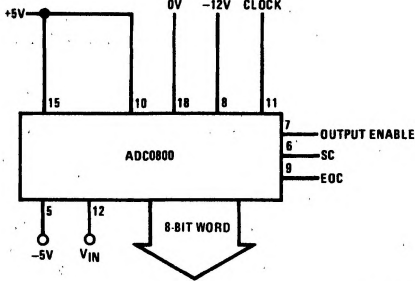 0V -12V CLOCK
+5V
15 10 18 8 11
7 OUTPUT ENABLE
ADC0800
6 SC
9 EOC
5 12
8-BIT WORD
-5V VIN